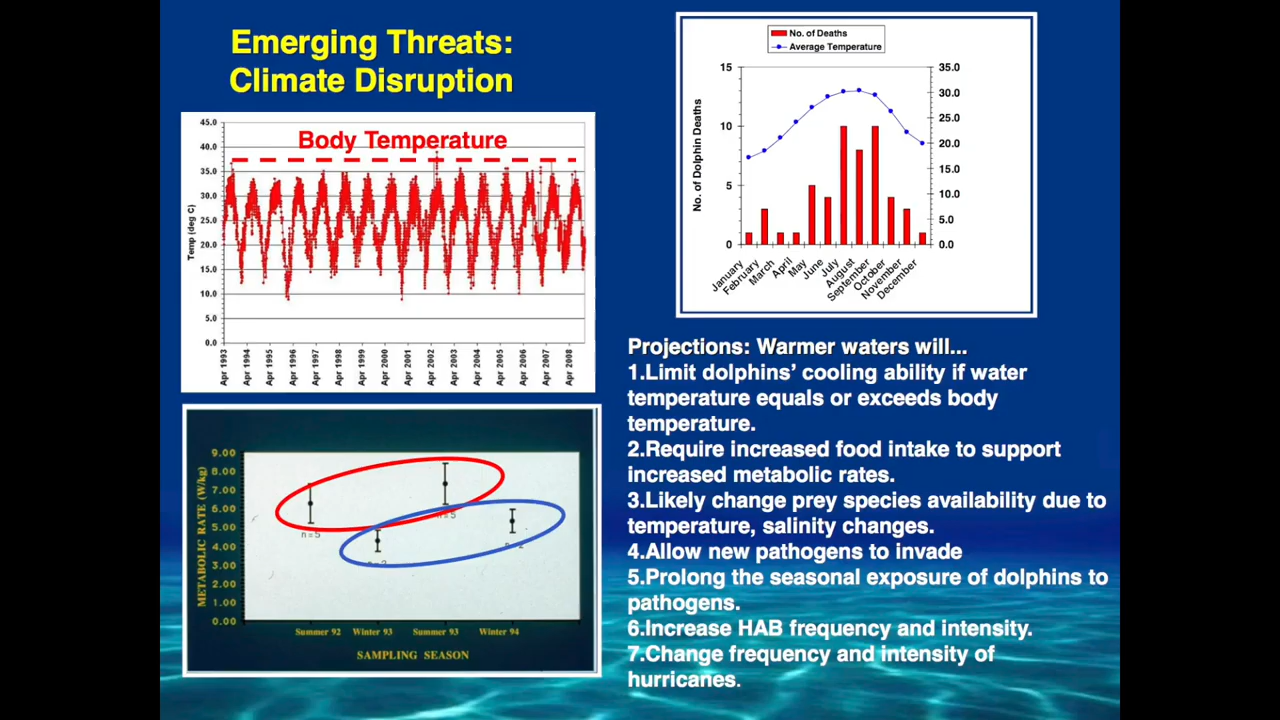 Emerging Threats:
Climate Disruption
45.0
40.0
35.0
30.0
25.0
20.0
15.0
10.0
5.0
0.0
Temp (deg C)
Body Temperature
Apr 1993
Apr 1994
Apr 1995
Apr 1996
Apr 1997
Apr 1998
Apr 1999
Apr 2000
Apr 2001
Apr 2002
Apr 2003
Apr 2004
Apr 2005
Apr 2006
Apr 2007
Apr 2008
No. of Deaths
Average Temperature
No. of Dolphin Deaths
15
10
5
0
35.0
30.0
25.0
20.0
15.0
10.0
5.0
0.0
January
February
March
April
May
June
July
August
September
October
November
December
METABOLIC RATE (W/kg)
9.00
8.00
7.00
6.00
5.00
4.00
3.00
2.00
1.00
0.00
n=5
n=5
Summer 92 Winter 93 Summer 93 Winter 94
SAMPLING SEASON
Projections: Warmer waters will...
1.Limit dolphins’ cooling ability if water
temperature equals or exceeds body
temperature.
2.Require increased food intake to support
increased metabolic rates.
3.Likely change prey species availability due to
temperature, salinity changes.
4.Allow new pathogens to invade
5.Prolong the seasonal exposure of dolphins to
pathogens.
6.Increase HAB frequency and intensity.
7.Change frequency and intensity of
hurricanes.